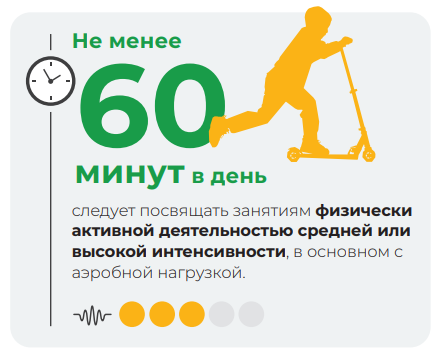 Не менее
60
минут в день
следует посвящать занятиям физически
активной деятельностью средней или
высокой интенсивности, в основном с
аэробной нагрузкой.